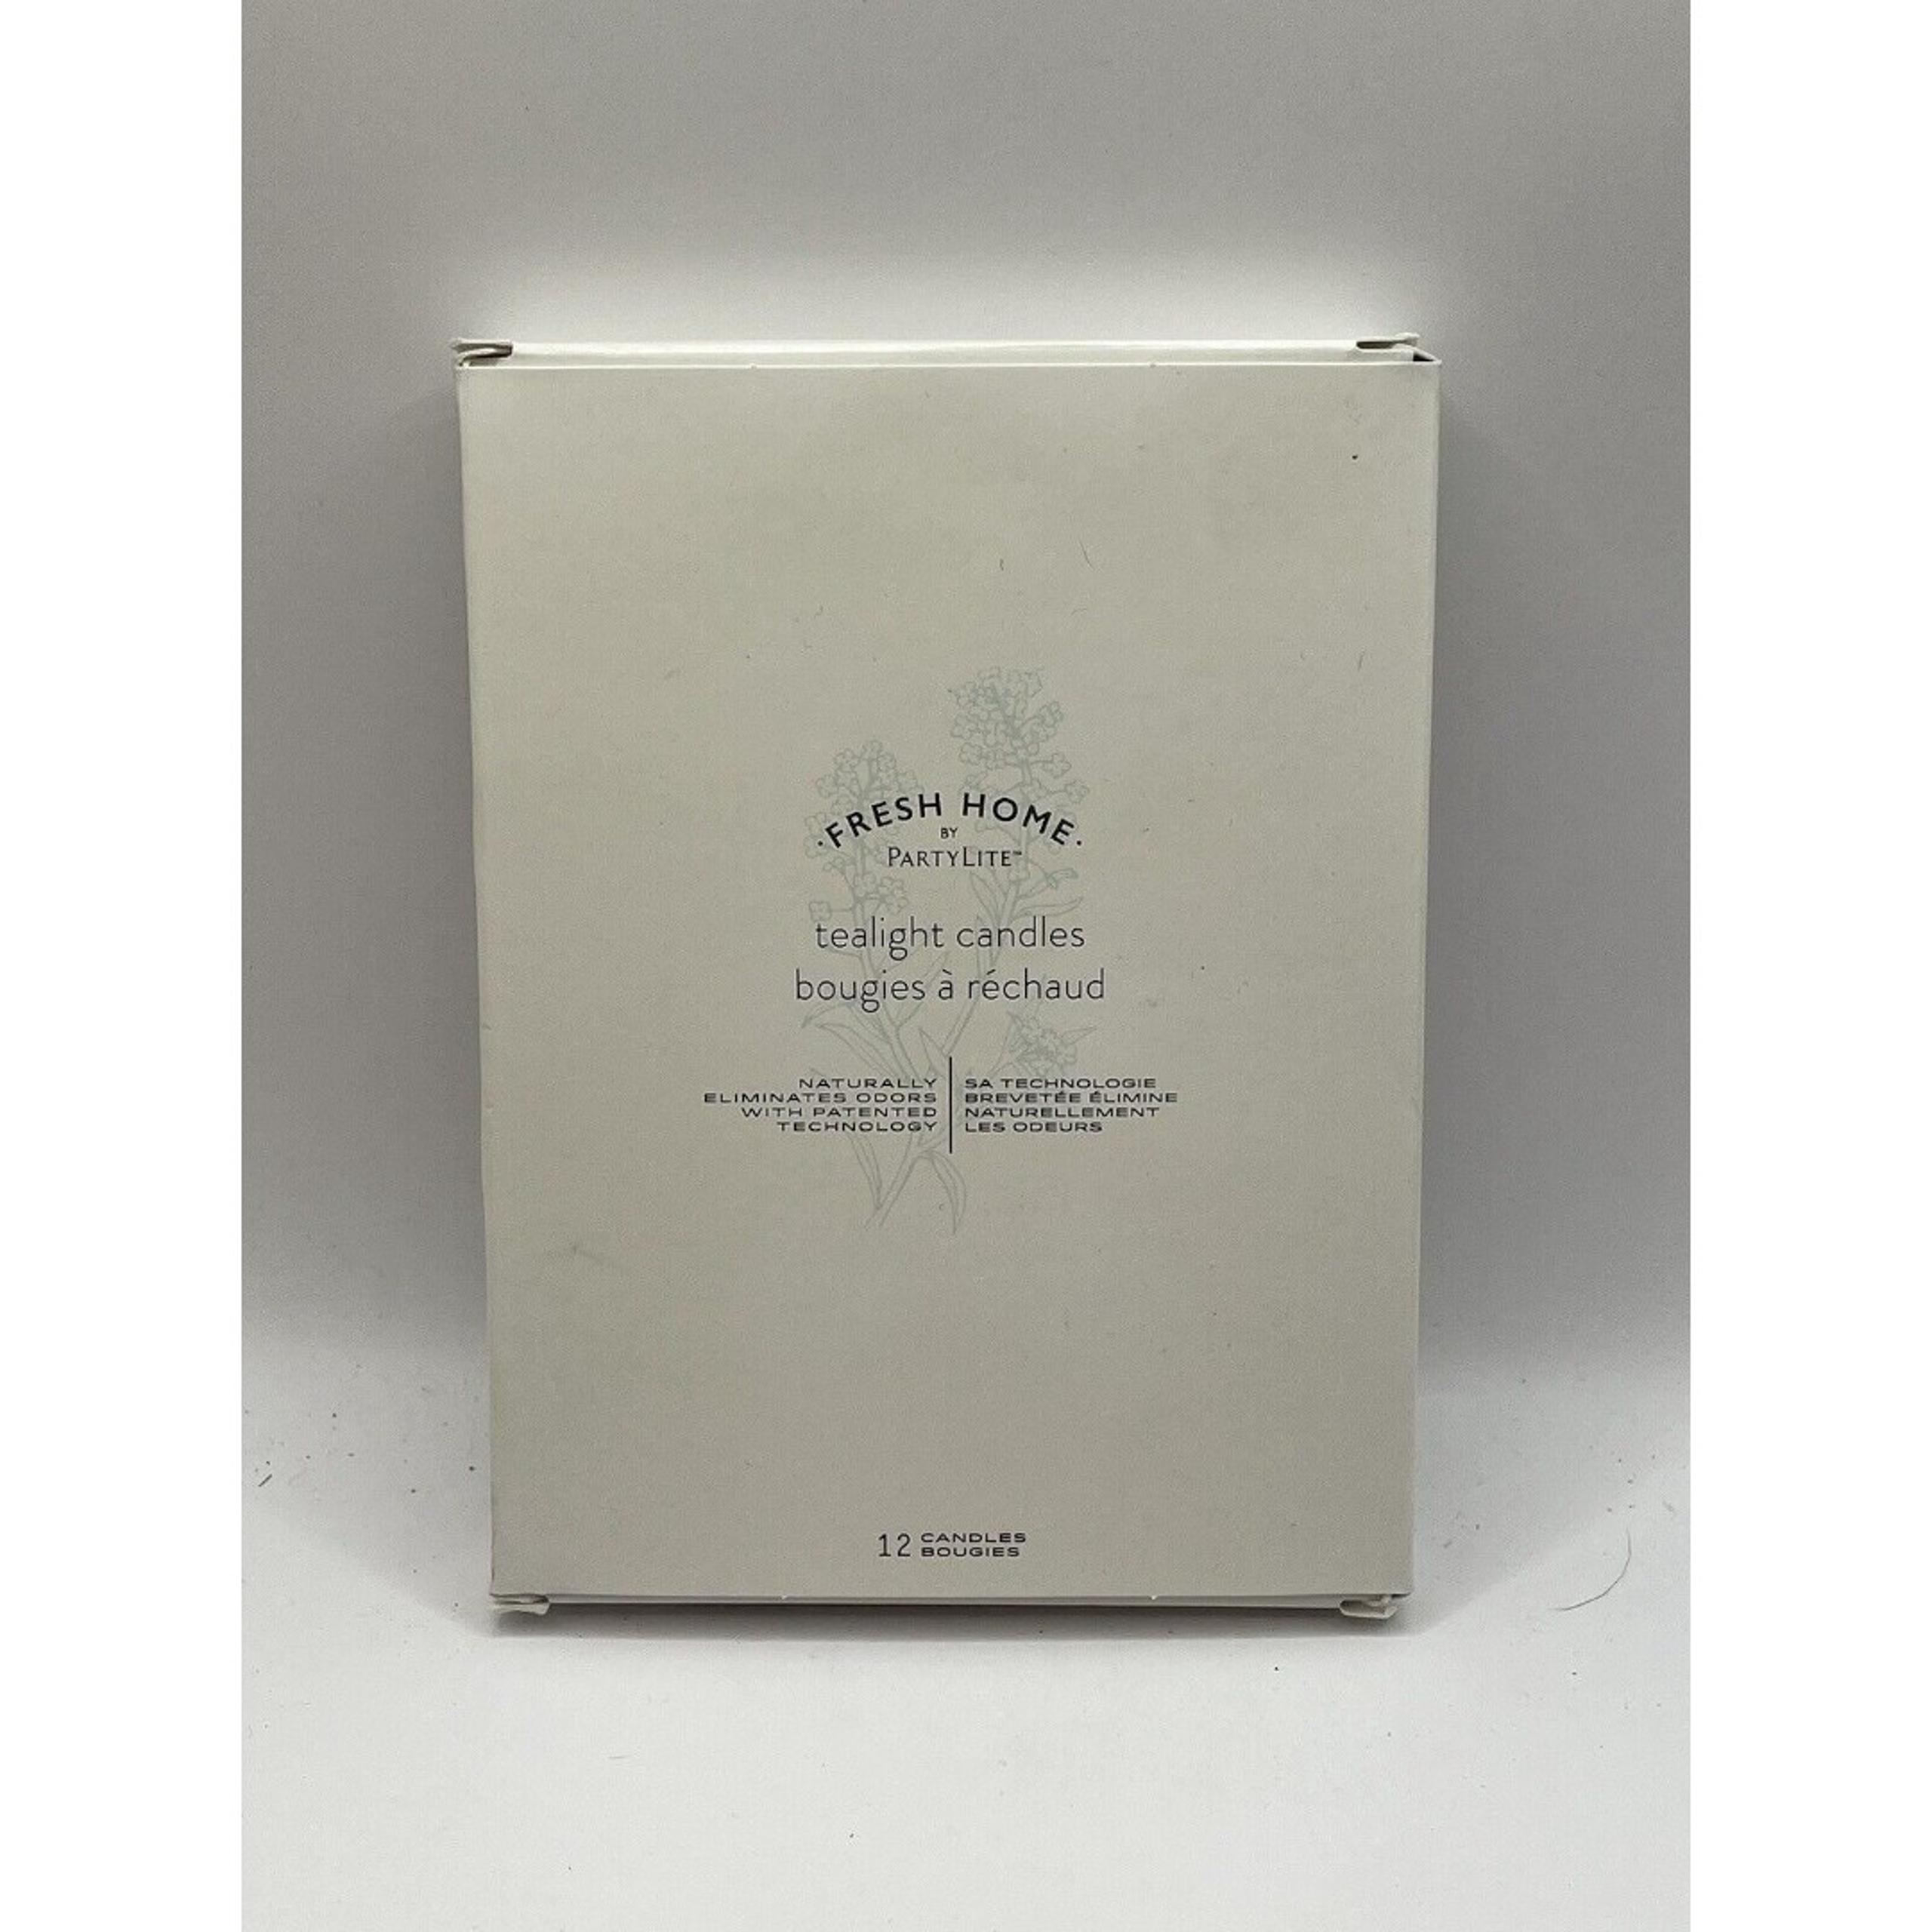 ·FRESH HOME·
BY
PARTYLITE™
tealight candles
bougies à réchaud
NATURALLY
ELIMINATES ODORS
WITH PATENTED
TECHNOLOGY
SA TECHNOLOGIE
BREVETÉE ÉLIMINE
NATURELLEMENT
LES ODEURS
12 CANDLES
BOUGIES